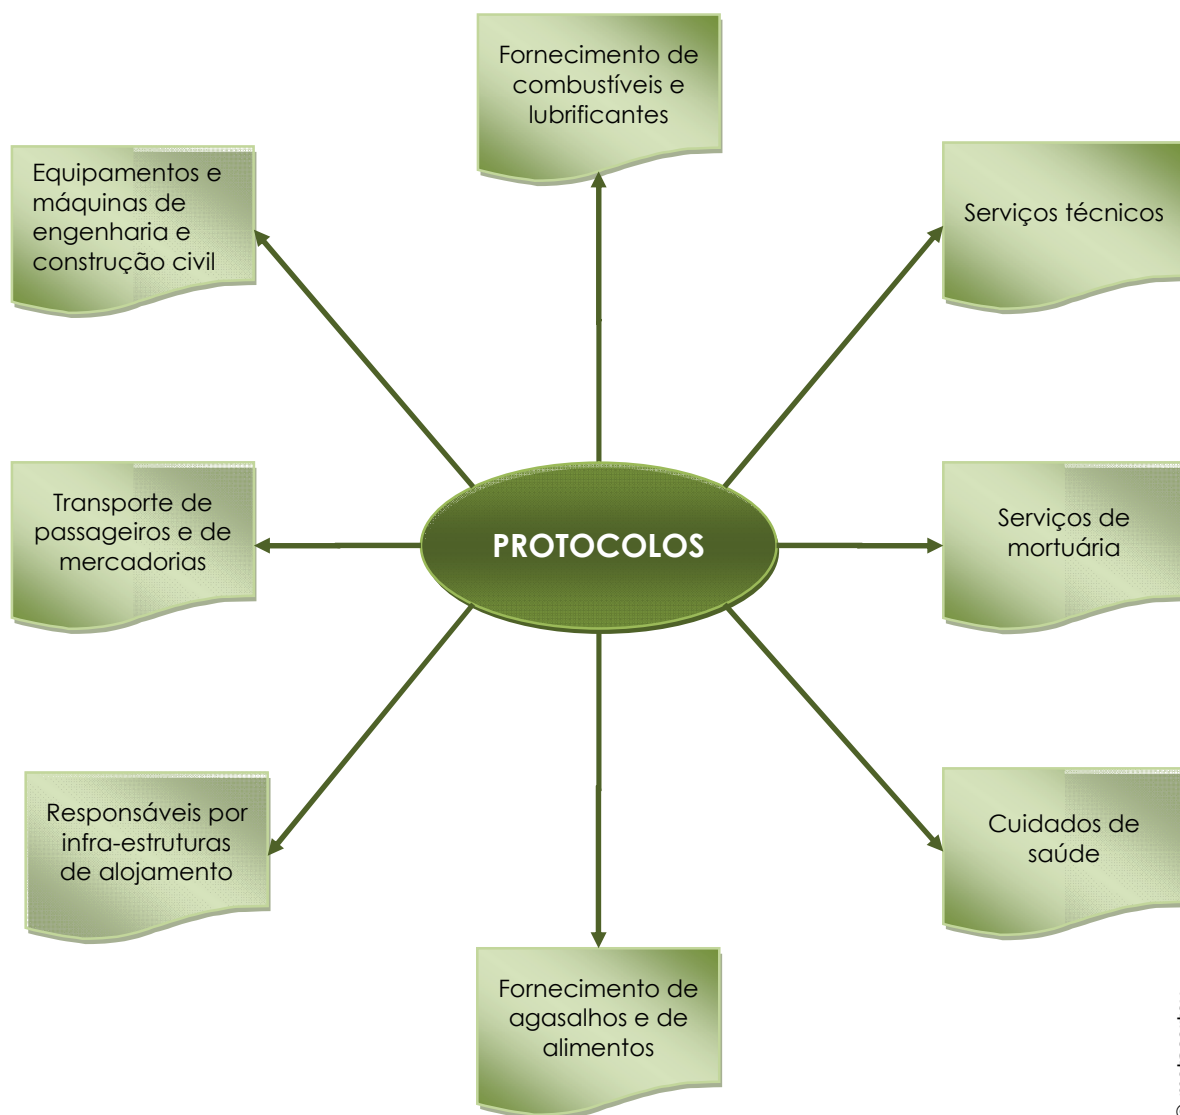 Fornecimento de
combustíveis e
lubrificantes
Equipamentos e
máquinas de
engenharia e
construção civil
Serviços técnicos
Transporte de
passageiros e de
mercadorias
PROTOCOLOS
Serviços de
mortuária
Responsáveis por
infra-estruturas
de alojamento
Cuidados de
saúde
Fornecimento de
agasalhos e de
alimentos